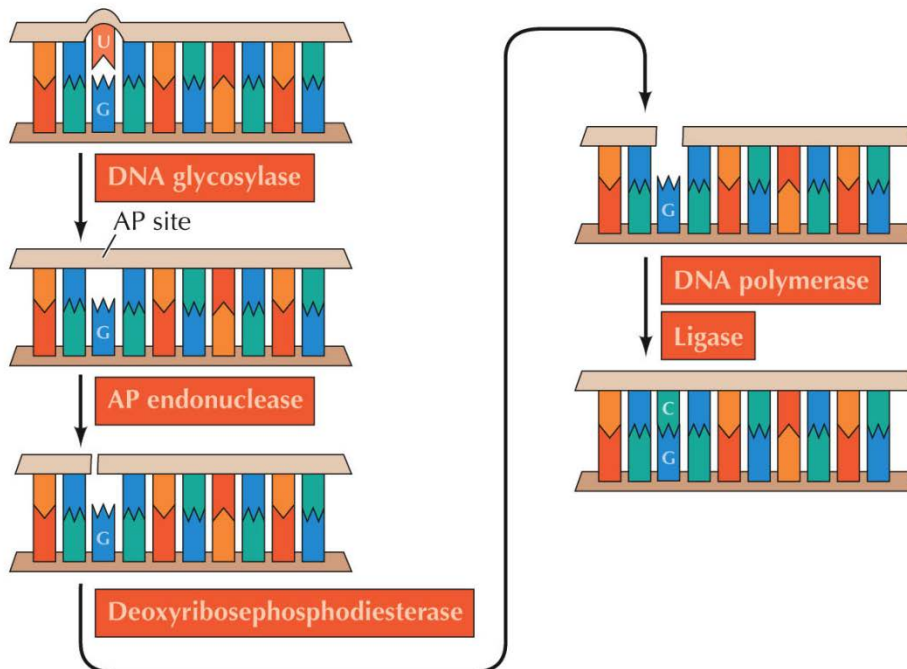 U
G
DNA glycosylase
AP site
G
AP endonuclease
G
Deoxyribosephosphodiesterase
G
DNA polymerase
Ligase
C
G